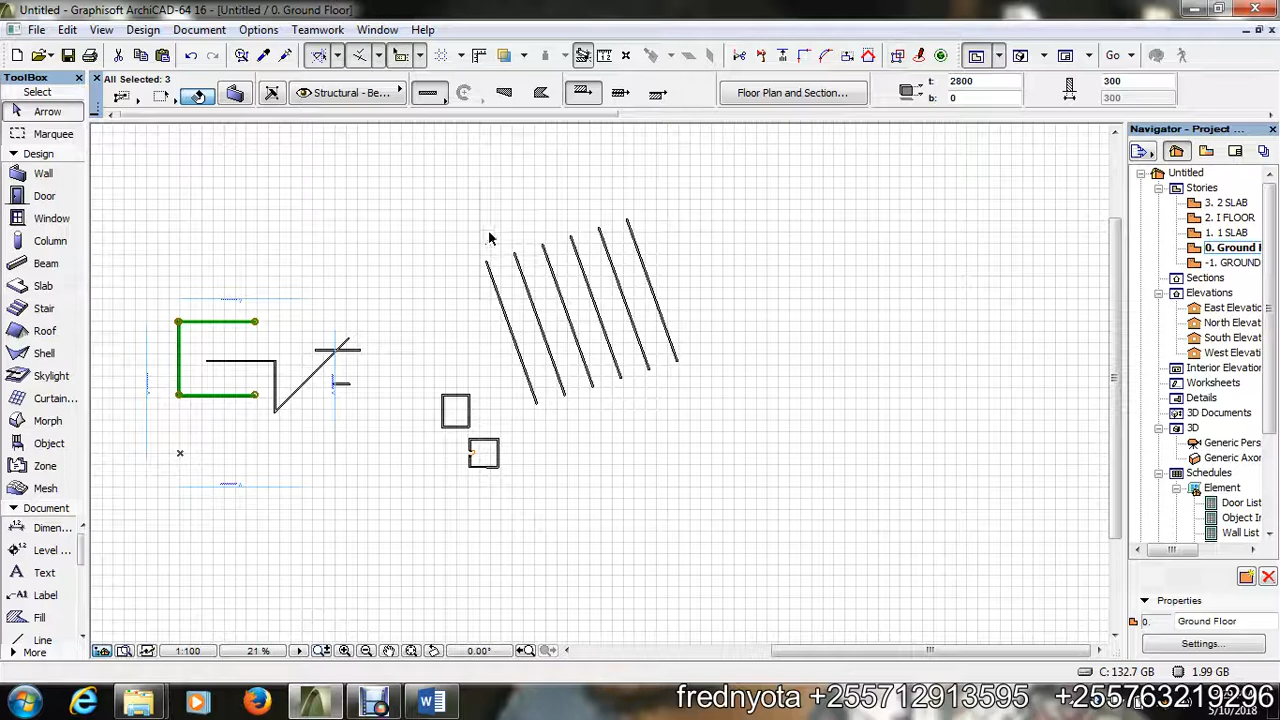 Untitled - Graphisoft ArchiCAD-64 16 - [Untitled / 0. Ground Floor]
File Edit View Design Document Options Teamwork Window Help
Go
ToolBox
All Selected: 3
Select
Structural - Be...
Floor Plan and Section...
t: 2800
b: 0
300
300
Arrow
Marquee
Design
Wall
Door
Window
Column
Beam
Slab
Stair
Roof
Shell
Skylight
Curtain...
Morph
Object
Zone
Mesh
Document
Dimen...
Level ...
Text
Label
Fill
Line
More
Navigator - Project ...
Untitled
Stories
3. 2 SLAB
2. I FLOOR
1. 1 SLAB
0. Ground
-1. GROUND
Sections
Elevations
East Elevat
North Elevat
South Elevat
West Elevat
Interior Elevation
Worksheets
Details
3D Documents
3D
Generic Pers
Generic Axon
Schedules
Element
Door List
Object In
Wall List
Properties
0. Ground Floor
Settings...
1:100 21 % 0.00°
C: 132.7 GB 1.99 GB
frednyota +255712913595 +255763219296
5/10/2018